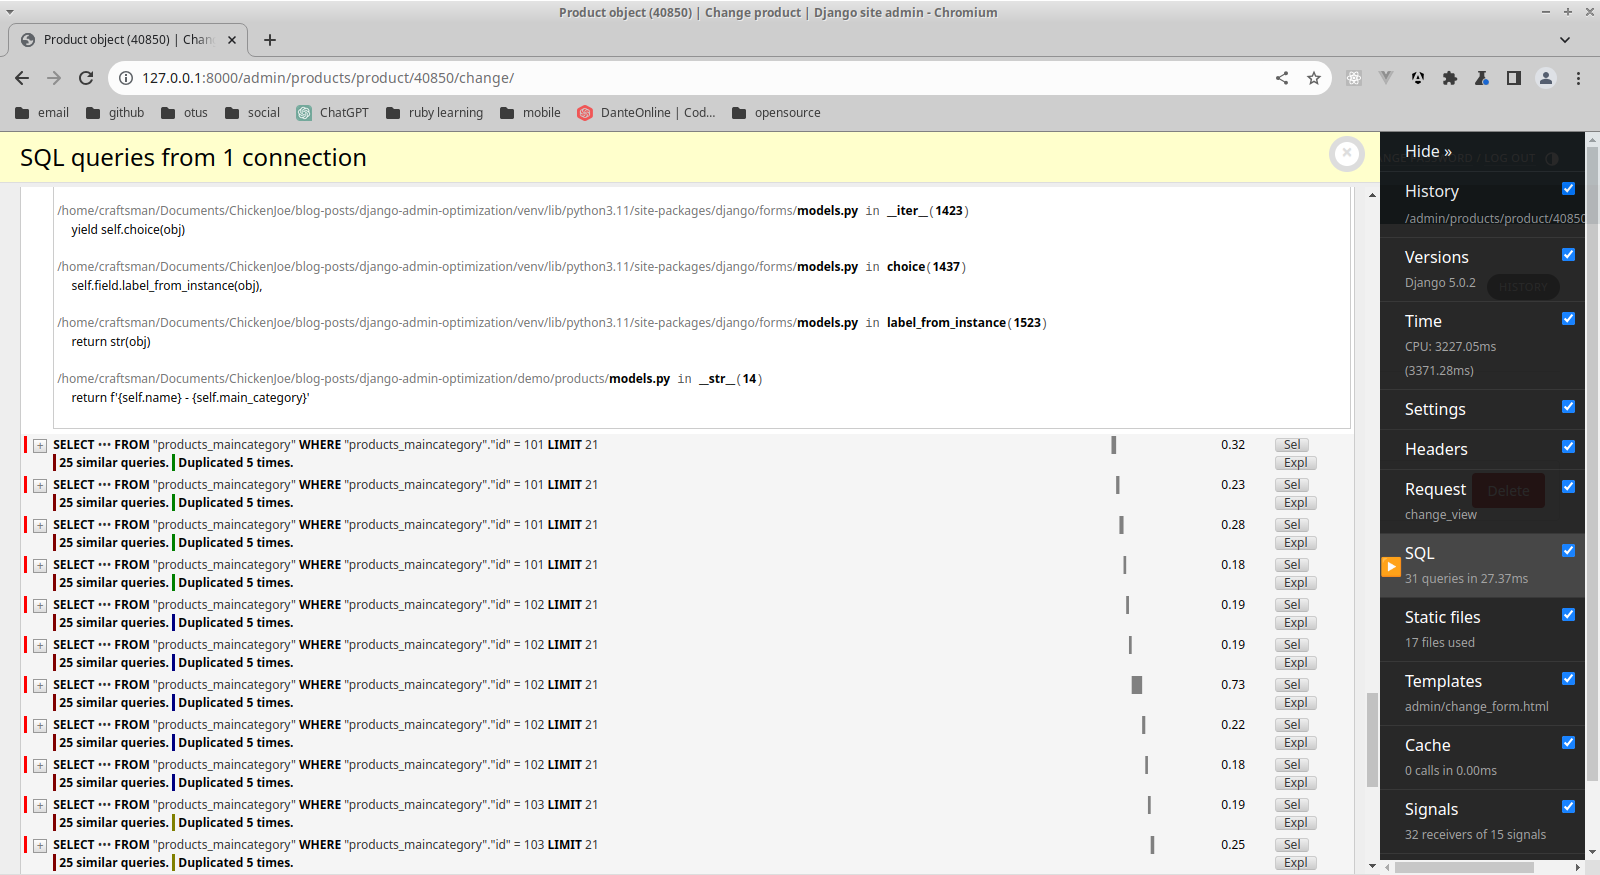 Product object (40850) | Change product | Django site admin - Chromium
Product object (40850) | Chan
127.0.0.1:8000/admin/products/product/40850/change/
email github otus social ChatGPT ruby learning mobile DanteOnline | Cod... opensource
SQL queries from 1 connection
/home/craftsman/Documents/ChickenJoe/blog-posts/django-admin-optimization/venv/lib/python3.11/site-packages/django/forms/models.py in __iter__(1423)
yield self.choice(obj)
/home/craftsman/Documents/ChickenJoe/blog-posts/django-admin-optimization/venv/lib/python3.11/site-packages/django/forms/models.py in choice(1437)
self.field.label_from_instance(obj),
/home/craftsman/Documents/ChickenJoe/blog-posts/django-admin-optimization/venv/lib/python3.11/site-packages/django/forms/models.py in label_from_instance(1523)
return str(obj)
/home/craftsman/Documents/ChickenJoe/blog-posts/django-admin-optimization/demo/products/models.py in __str__(14)
return f'{self.name} - {self.main_category}'
+ SELECT ••• FROM "products_maincategory" WHERE "products_maincategory"."id" = 101 LIMIT 21 0.32 Sel
25 similar queries. Duplicated 5 times. Expl
+ SELECT ••• FROM "products_maincategory" WHERE "products_maincategory"."id" = 101 LIMIT 21 0.23 Sel
25 similar queries. Duplicated 5 times. Expl
+ SELECT ••• FROM "products_maincategory" WHERE "products_maincategory"."id" = 101 LIMIT 21 0.28 Sel
25 similar queries. Duplicated 5 times. Expl
+ SELECT ••• FROM "products_maincategory" WHERE "products_maincategory"."id" = 101 LIMIT 21 0.18 Sel
25 similar queries. Duplicated 5 times. Expl
+ SELECT ••• FROM "products_maincategory" WHERE "products_maincategory"."id" = 102 LIMIT 21 0.19 Sel
25 similar queries. Duplicated 5 times. Expl
+ SELECT ••• FROM "products_maincategory" WHERE "products_maincategory"."id" = 102 LIMIT 21 0.19 Sel
25 similar queries. Duplicated 5 times. Expl
+ SELECT ••• FROM "products_maincategory" WHERE "products_maincategory"."id" = 102 LIMIT 21 0.73 Sel
25 similar queries. Duplicated 5 times. Expl
+ SELECT ••• FROM "products_maincategory" WHERE "products_maincategory"."id" = 102 LIMIT 21 0.22 Sel
25 similar queries. Duplicated 5 times. Expl
+ SELECT ••• FROM "products_maincategory" WHERE "products_maincategory"."id" = 102 LIMIT 21 0.18 Sel
25 similar queries. Duplicated 5 times. Expl
+ SELECT ••• FROM "products_maincategory" WHERE "products_maincategory"."id" = 103 LIMIT 21 0.19 Sel
25 similar queries. Duplicated 5 times. Expl
+ SELECT ••• FROM "products_maincategory" WHERE "products_maincategory"."id" = 103 LIMIT 21 0.25 Sel
25 similar queries. Duplicated 5 times. Expl
Hide »
/ LOG OUT
History
/admin/products/product/40850
Versions
Django 5.0.2
HISTORY
Time
CPU: 3227.05ms
(3371.28ms)
Settings
Headers
Request
Delete
change_view
SQL
31 queries in 27.37ms
Static files
17 files used
Templates
admin/change_form.html
Cache
0 calls in 0.00ms
Signals
32 receivers of 15 signals